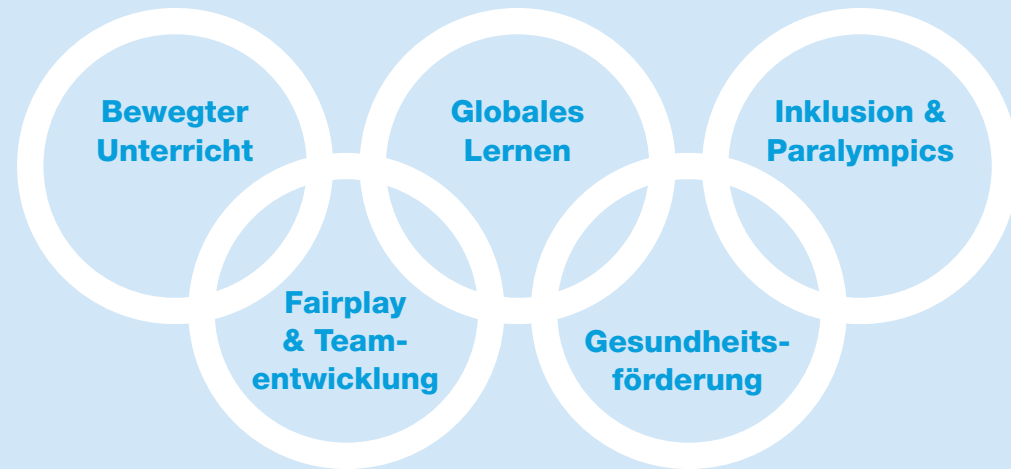 Bewegter
Unterricht
Globales
Lernen
Inklusion &
Paralympics
Fairplay
& Team-
entwicklung
Gesundheits-
förderung